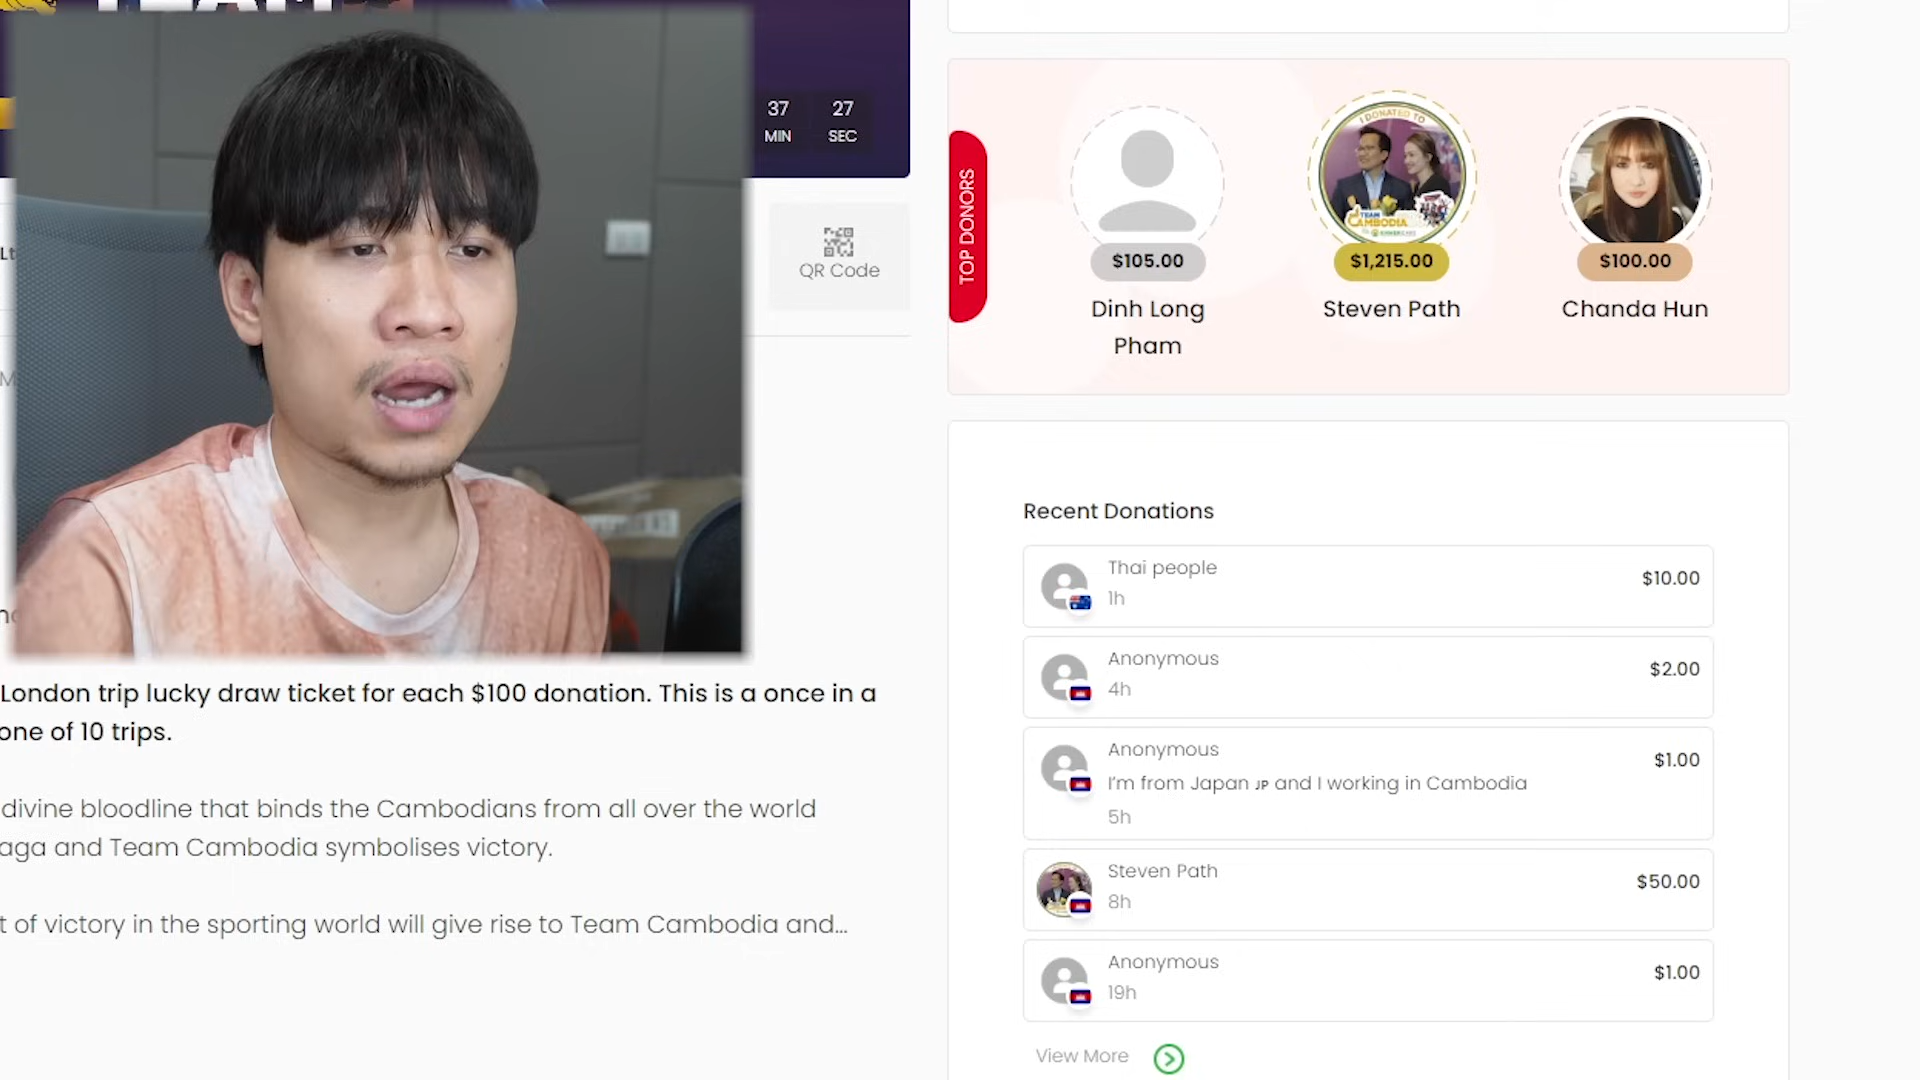 TEAM
37
MIN
27
SEC
QR Code
London trip lucky draw ticket for each $100 donation. This is a once in a
one of 10 trips.
divine bloodline that binds the Cambodians from all over the world
aga and Team Cambodia symbolises victory.
t of victory in the sporting world will give rise to Team Cambodia and...
TOP DONORS
I DONATED TO
TEAM
CAMBODIA
$105.00
Dinh Long
Pham
$1,215.00
Steven Path
$100.00
Chanda Hun
Recent Donations
Thai people
1h
$10.00
Anonymous
4h
$2.00
Anonymous
I'm from Japan JP and I working in Cambodia
5h
$1.00
Steven Path
8h
$50.00
Anonymous
19h
$1.00
View More